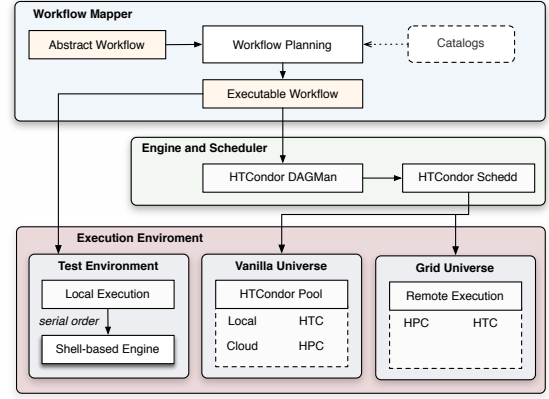 Workflow Mapper
Abstract Workflow
Workflow Planning
Catalogs
Executable Workflow
Engine and Scheduler
HTCondor DAGMan
HTCondor Schedd
Execution Enviroment
Test Environment
Local Execution
serial order
Shell-based Engine
Vanilla Universe
HTCondor Pool
Local HTC
Cloud HPC
Grid Universe
Remote Execution
HPC HTC